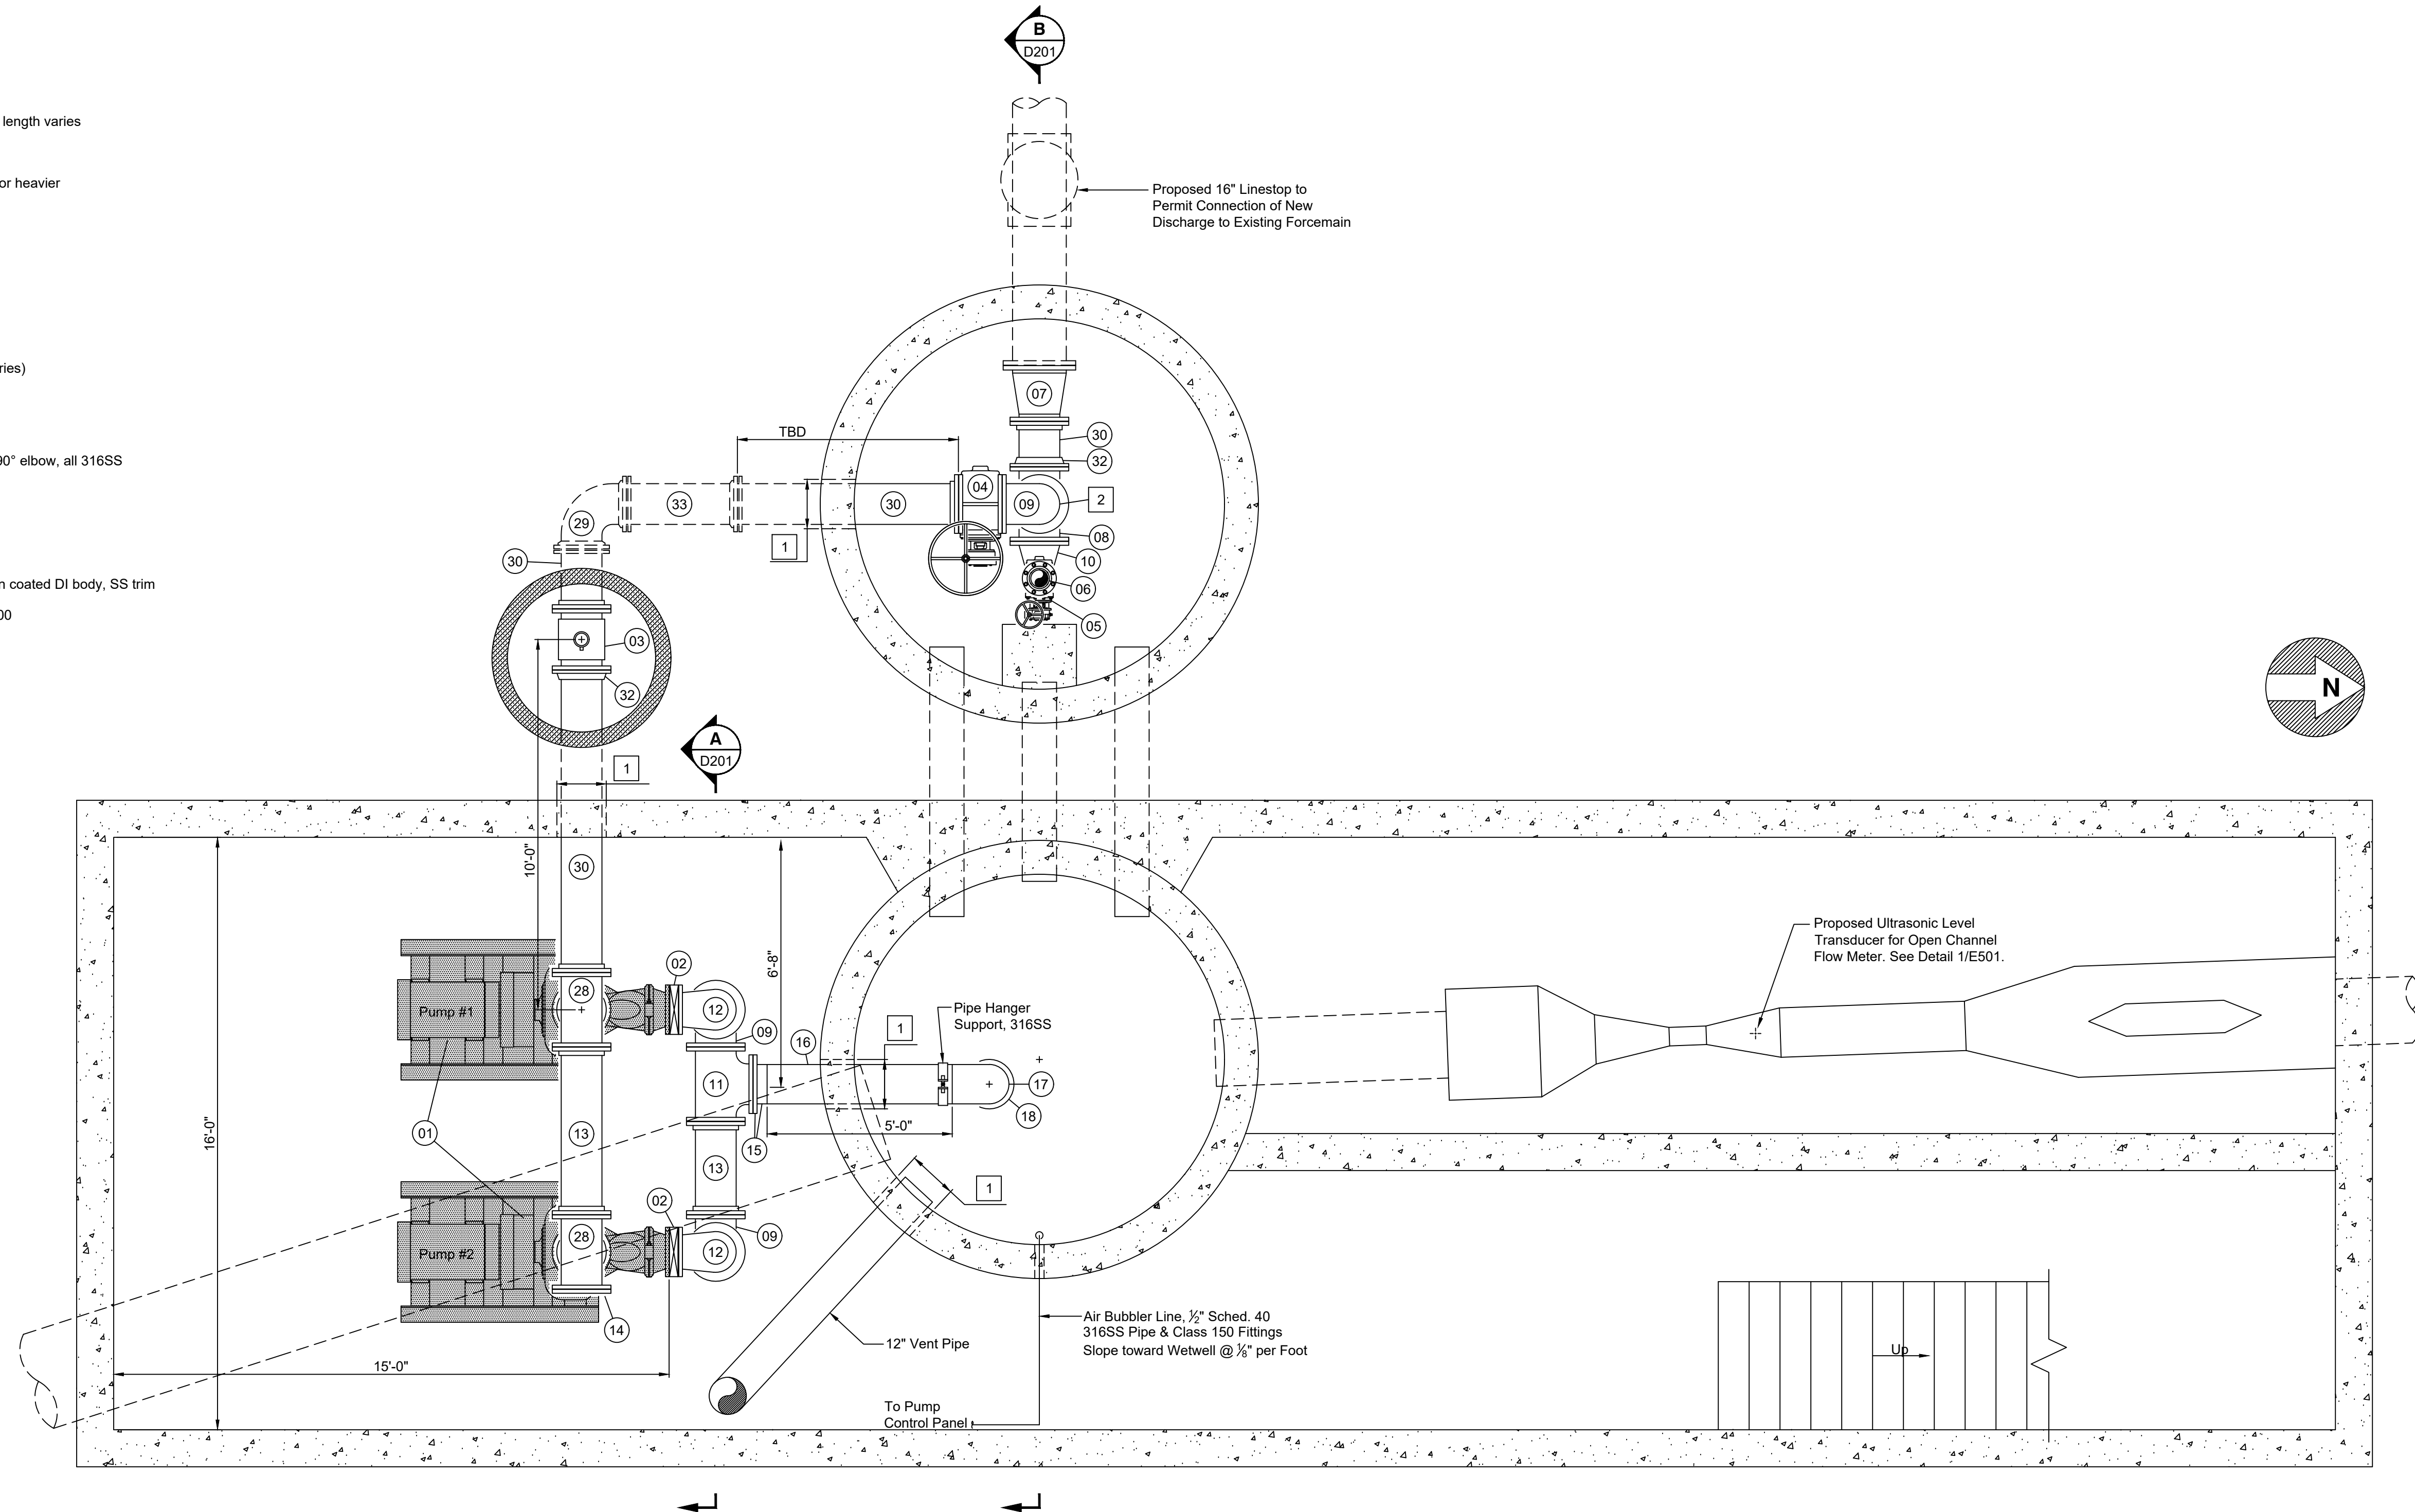 B
D201
length varies
or heavier
Proposed 16" Linestop to
Permit Connection of New
Discharge to Existing Forcemain
ries)
07
TBD
30
90° elbow, all 316SS
32
04
33
30
09
2
29
08
1
30
10
06
n coated DI body, SS trim
00
05
03
N
32
A
D201
1
10'-0"
30
6'-8"
Proposed Ultrasonic Level
Transducer for Open Channel
Flow Meter. See Detail 1/E501.
02
28
Pump #1
12
Pipe Hanger
Support, 316SS
09
1
16
11
17
18
5'-0"
16'-0"
01
13
15
13
1
02
28
09
Pump #2
12
14
Air Bubbler Line, ½" Sched. 40
316SS Pipe & Class 150 Fittings
Slope toward Wetwell @ ⅛" per Foot
12" Vent Pipe
Up
15'-0"
To Pump
Control Panel